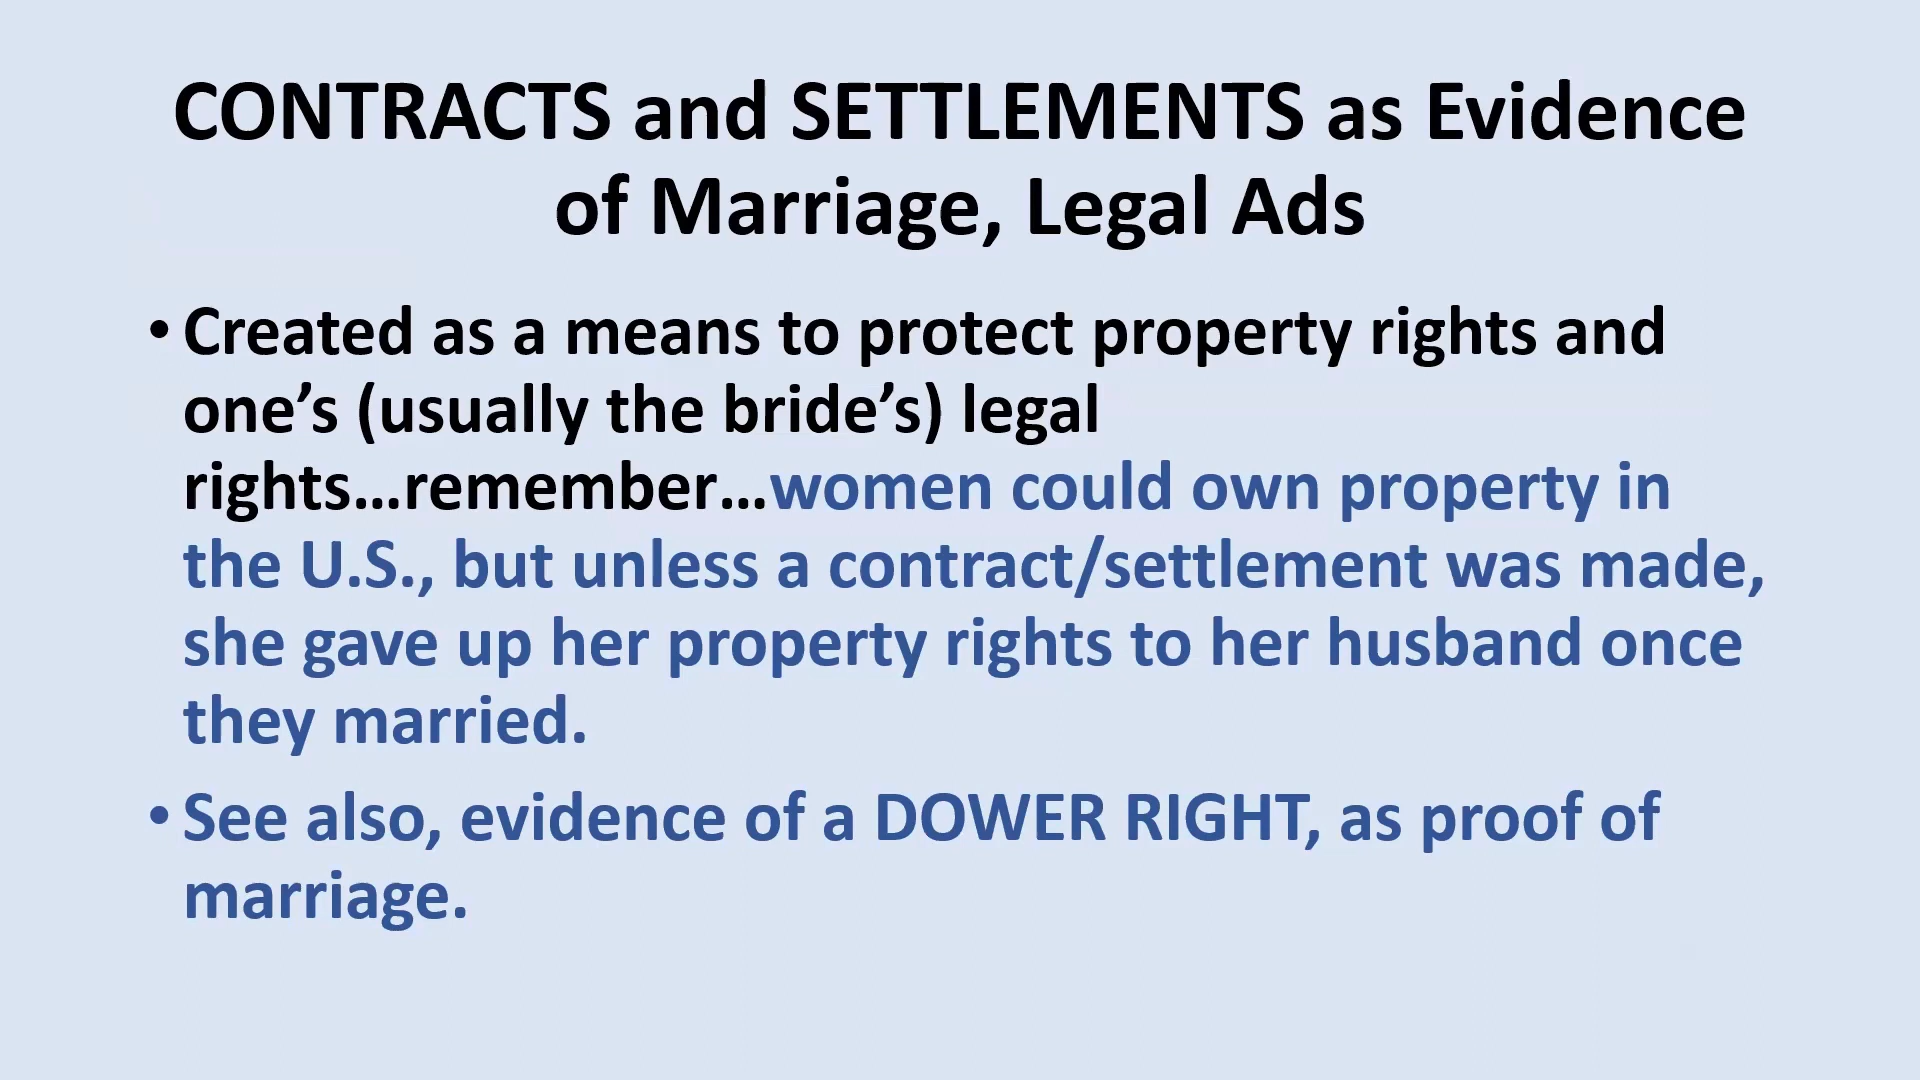 CONTRACTS and SETTLEMENTS as Evidence
of Marriage, Legal Ads
• Created as a means to protect property rights and
one’s (usually the bride’s) legal
rights…remember…women could own property in
the U.S., but unless a contract/settlement was made,
she gave up her property rights to her husband once
they married.
• See also, evidence of a DOWER RIGHT, as proof of
marriage.